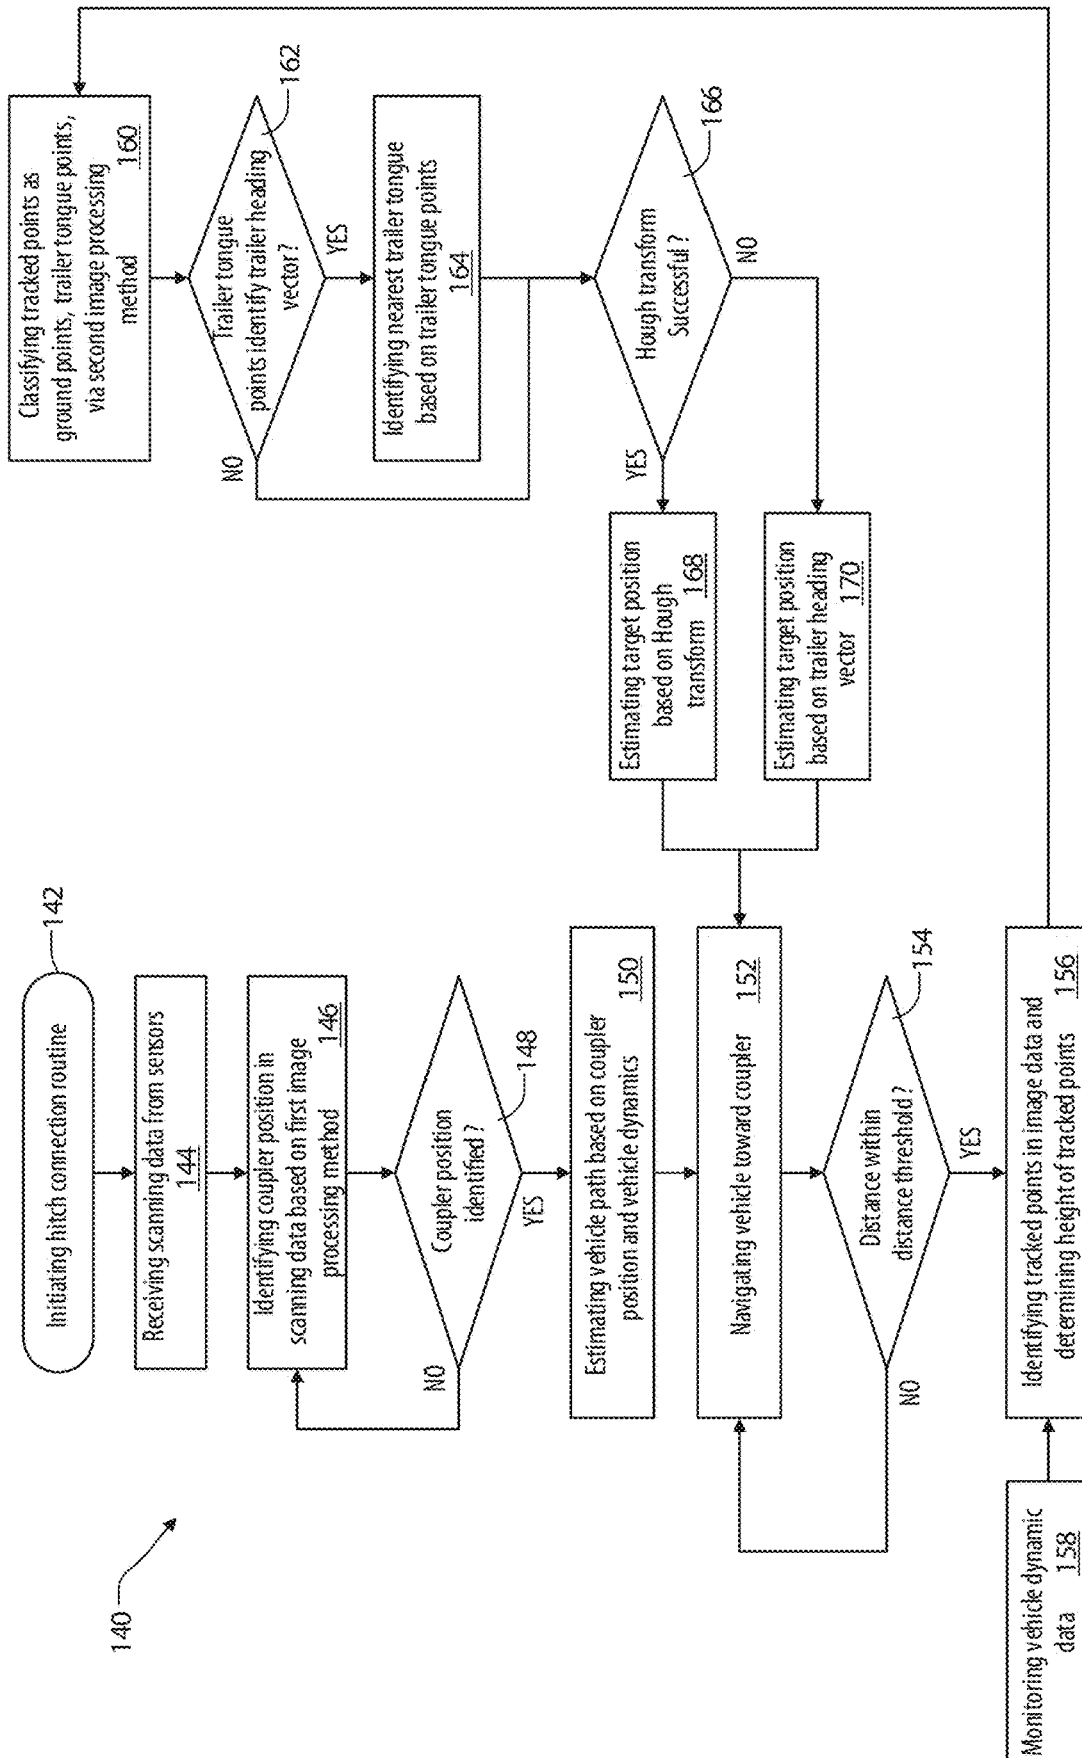 140
Initiating hitch connection routine
142
Receiving scanning data from sensors
144
Identifying coupler position in
scanning data based on first image
processing method
146
Coupler position
identified ?
148
NO
YES
Estimating vehicle path based on coupler
position and vehicle dynamics
150
Navigating vehicle toward coupler
152
Distance within
distance threshold ?
154
NO
YES
Monitoring vehicle dynamic
data
158
Identifying tracked points in image data and
determining height of tracked points
156
Classifying tracked points as
ground points, trailer tongue points,
via second image processing
method
160
Trailer tongue
points identify trailer heading
vector ?
162
NO
YES
Identifying nearest trailer tongue
based on trailer tongue points
164
Hough transform
Successful ?
166
YES
NO
Estimating target position
based on Hough
transform
168
Estimating target position
based on trailer heading
vector
170